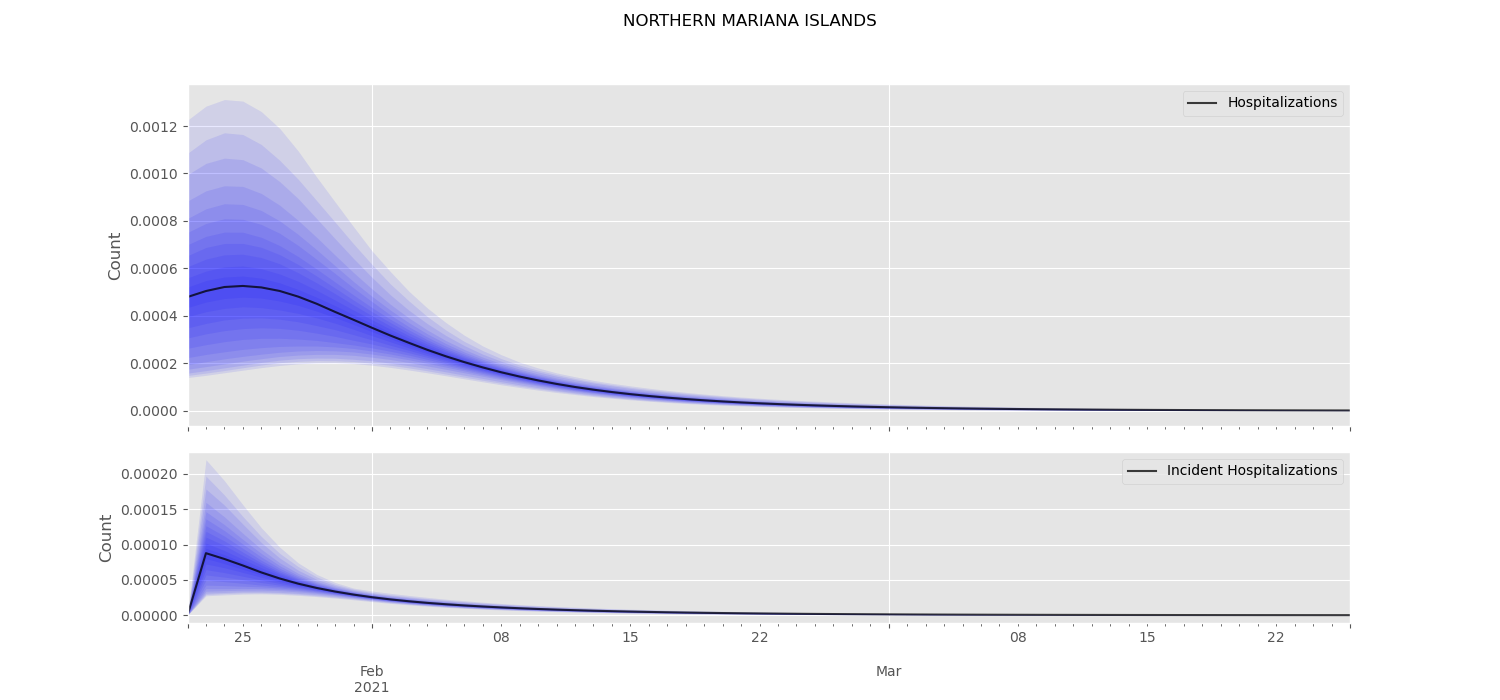 NORTHERN MARIANA ISLANDS
Hospitalizations
0.0012
0.0010
0.0008
0.0006
0.0004
0.0002
0.0000
Count
Incident Hospitalizations
0.00020
0.00015
0.00010
0.00005
0.00000
Count
25 08 15 22 08 15 22
Feb Mar
2021